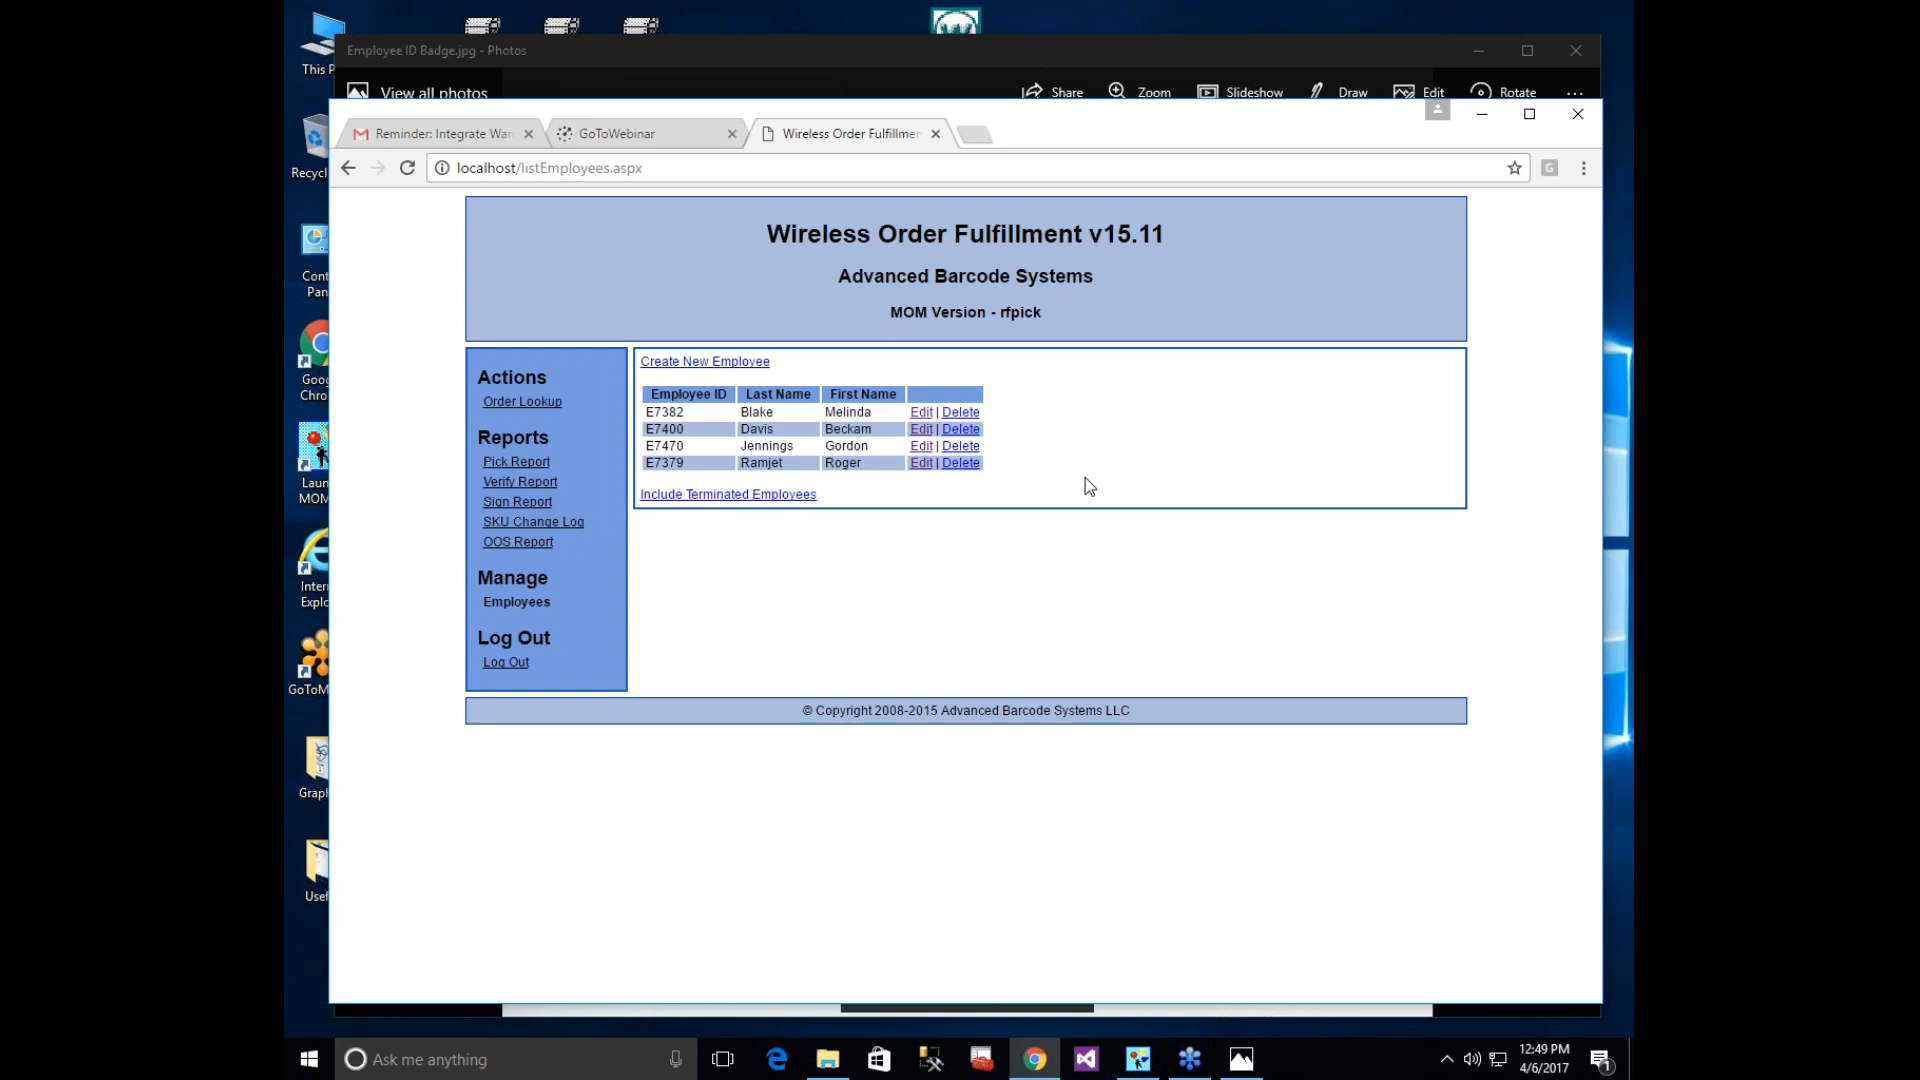 This P
Employee ID Badge.jpg - Photos
View all photos
Share
Zoom
Slideshow
Draw
Edit
Rotate
...
Recycl
Reminder: Integrate War
GoToWebinar
Wireless Order Fulfillmen
localhost/listEmployees.aspx
Wireless Order Fulfillment v15.11
Advanced Barcode Systems
MOM Version - rfpick
Cont
Pan
Goog
Chro
Laun
MOM
Inter
Explo
GoToM
Graph
Usef
Actions
Order Lookup
Reports
Pick Report
Verify Report
Sign Report
SKU Change Log
OOS Report
Manage
Employees
Log Out
Log Out
Create New Employee
Employee ID Last Name First Name
E7382 Blake Melinda Edit | Delete
E7400 Davis Beckam Edit | Delete
E7470 Jennings Gordon Edit | Delete
E7379 Ramjet Roger Edit | Delete
Include Terminated Employees
© Copyright 2008-2015 Advanced Barcode Systems LLC
Ask me anything
12:49 PM
4/6/2017
1